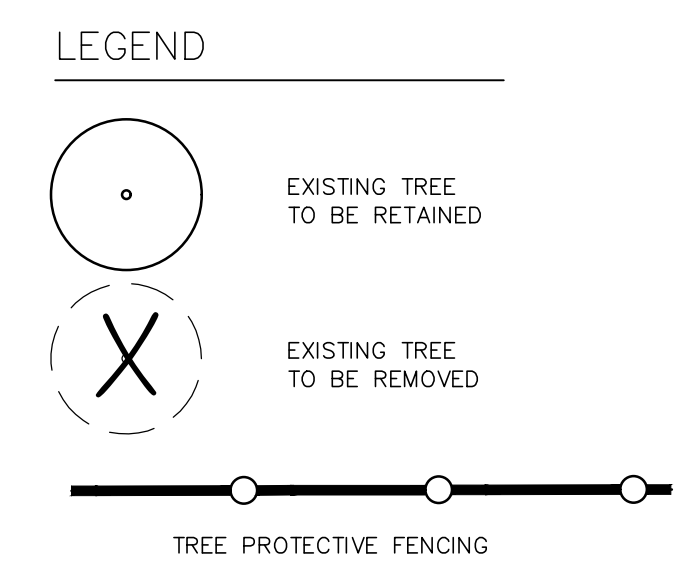 LEGEND
EXISTING TREE
TO BE RETAINED
EXISTING TREE
TO BE REMOVED
TREE PROTECTIVE FENCING